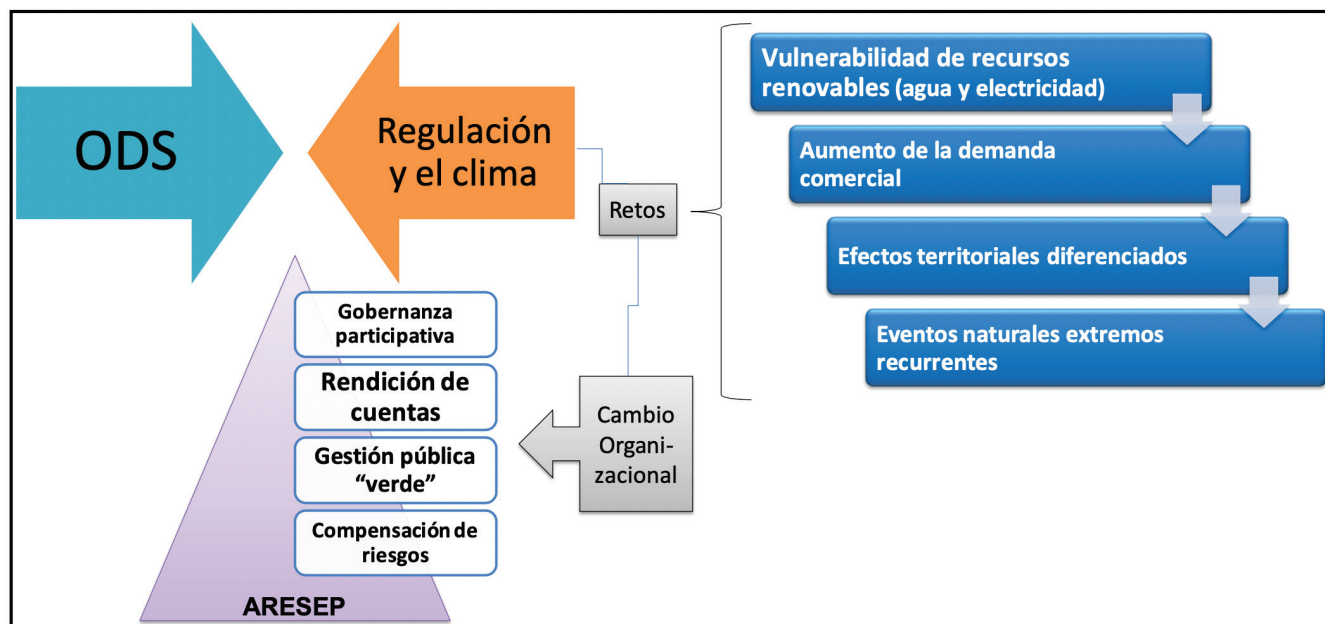 ODS
Regulación
y el clima
Retos
Vulnerabilidad de recursos
renovables (agua y electricidad)
Aumento de la demanda
comercial
Efectos territoriales diferenciados
Eventos naturales extremos
recurrentes
Gobernanza
participativa
Rendición de
cuentas
Gestión pública
“verde”
Compensación de
riesgos
ARESEP
Cambio
Organi-
zacional